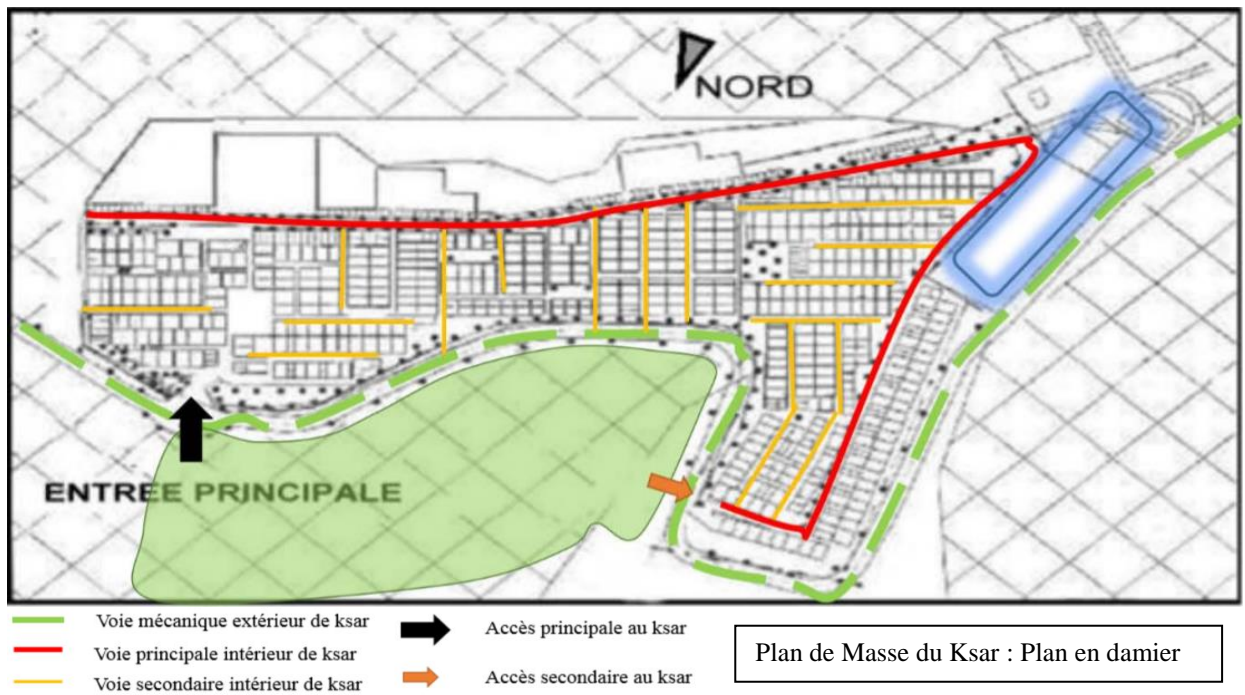 NORD
ENTREE PRINCIPALE
Voie mécanique extérieur de ksar
Voie principale intérieur de ksar
Voie secondaire intérieur de ksar
Accès principale au ksar
Accès secondaire au ksar
Plan de Masse du Ksar : Plan en damier